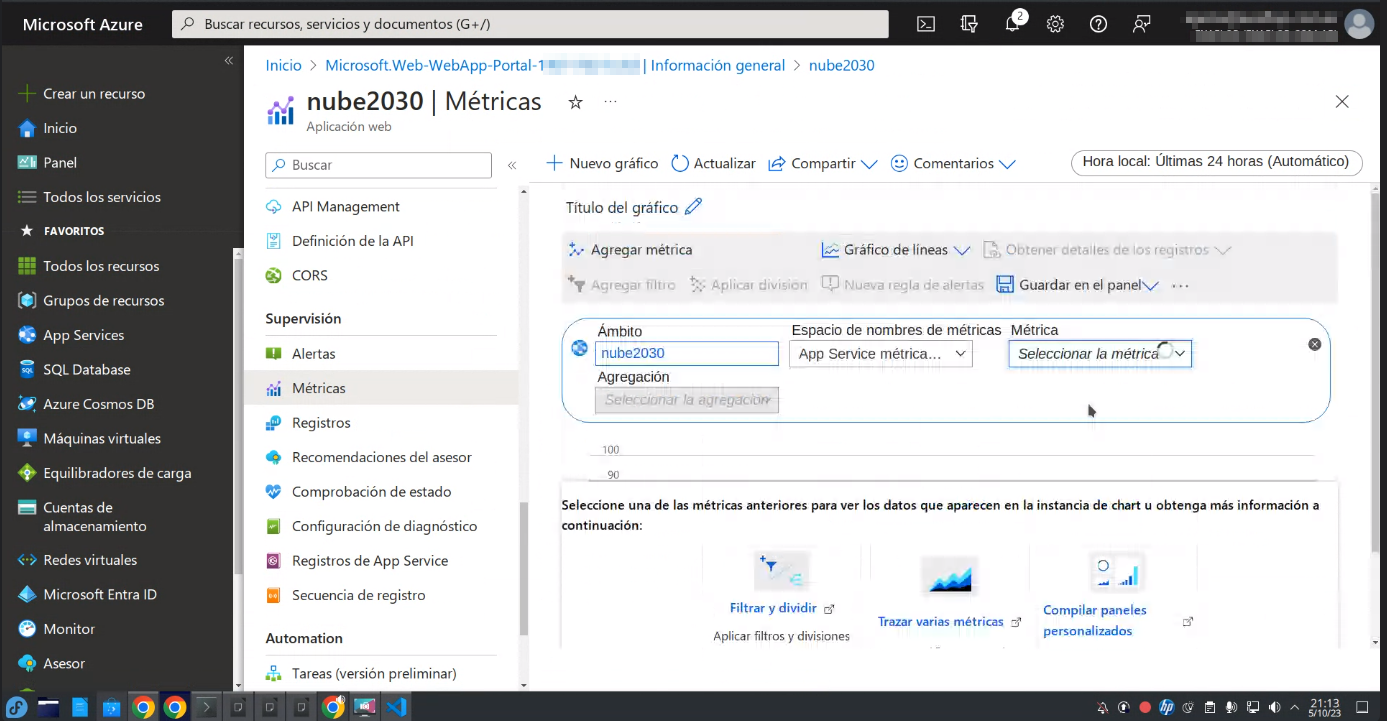 Microsoft Azure
Buscar recursos, servicios y documentos (G+/)
2
Inicio > Microsoft.Web-WebApp-Portal-1 | Información general > nube2030
nube2030 | Métricas
Aplicación web
Crear un recurso
Inicio
Panel
Todos los servicios
FAVORITOS
Todos los recursos
Grupos de recursos
App Services
SQL Database
Azure Cosmos DB
Máquinas virtuales
Equilibradores de carga
Cuentas de
almacenamiento
Redes virtuales
Microsoft Entra ID
Monitor
Asesor
Buscar
API Management
Definición de la API
CORS
Supervisión
Alertas
Métricas
Registros
Recomendaciones del asesor
Comprobación de estado
Configuración de diagnóstico
Registros de App Service
Secuencia de registro
Automation
Tareas (versión preliminar)
Nuevo gráfico Actualizar Compartir Comentarios
Hora local: Últimas 24 horas (Automático)
Título del gráfico
Agregar métrica Gráfico de líneas Obtener detalles de los registros
Agregar filtro Aplicar división Nueva regla de alertas Guardar en el panel ...
Ámbito Espacio de nombres de métricas Métrica
nube2030 App Service métrica... Seleccionar la métrica
Agregación
Seleccionar la agregación
100
90
Seleccione una de las métricas anteriores para ver los datos que aparecen en la instancia de chart u obtenga más información a
continuación:
Filtrar y dividir
Aplicar filtros y divisiones
Trazar varias métricas
Compilar paneles
personalizados
21:13
5/10/23